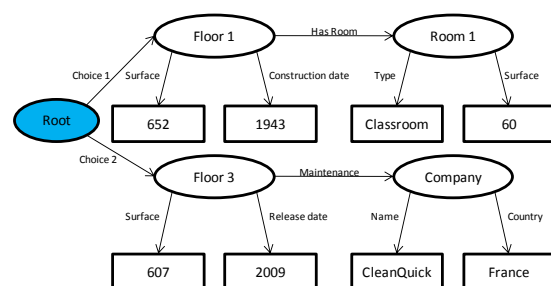 Floor 1
Has Room
Room 1
Choice 1
Surface
Construction date
Type
Surface
Root
652
1943
Classroom
60
Choice 2
Floor 3
Maintenance
Company
Surface
Release date
Name
Country
607
2009
CleanQuick
France